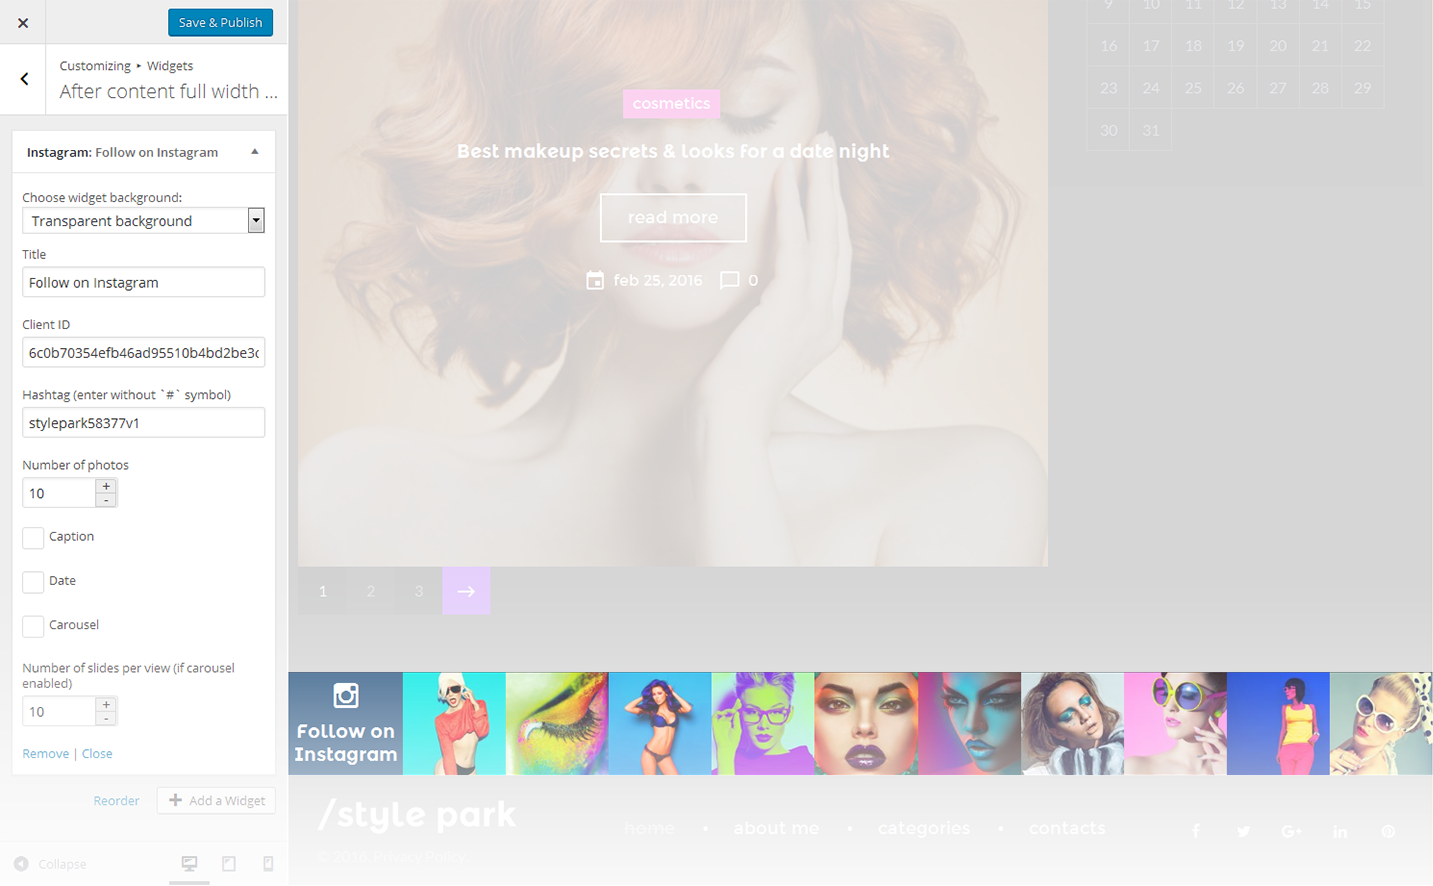 Save & Publish
Customizing ▸ Widgets
After content full width ...
Instagram: Follow on Instagram
Choose widget background:
Transparent background
Title
Follow on Instagram
Client ID
6c0b70354efb46ad95510b4bd2be3c
Hashtag (enter without `#` symbol)
stylepark58377v1
Number of photos
10
+
-
Caption
Date
Carousel
Number of slides per view (if carousel
enabled)
10
+
-
Remove | Close
Reorder
+ Add a Widget
Collapse
cosmetics
Best makeup secrets & looks for a date night
read more
feb 25, 2016 0
1 2 3 →
9 10 11 12 13 14 15
16 17 18 19 20 21 22
23 24 25 26 27 28 29
30 31
Follow on
Instagram
/style park
home • about me • categories • contacts
f G+ in
© 2016 Privacy Policy